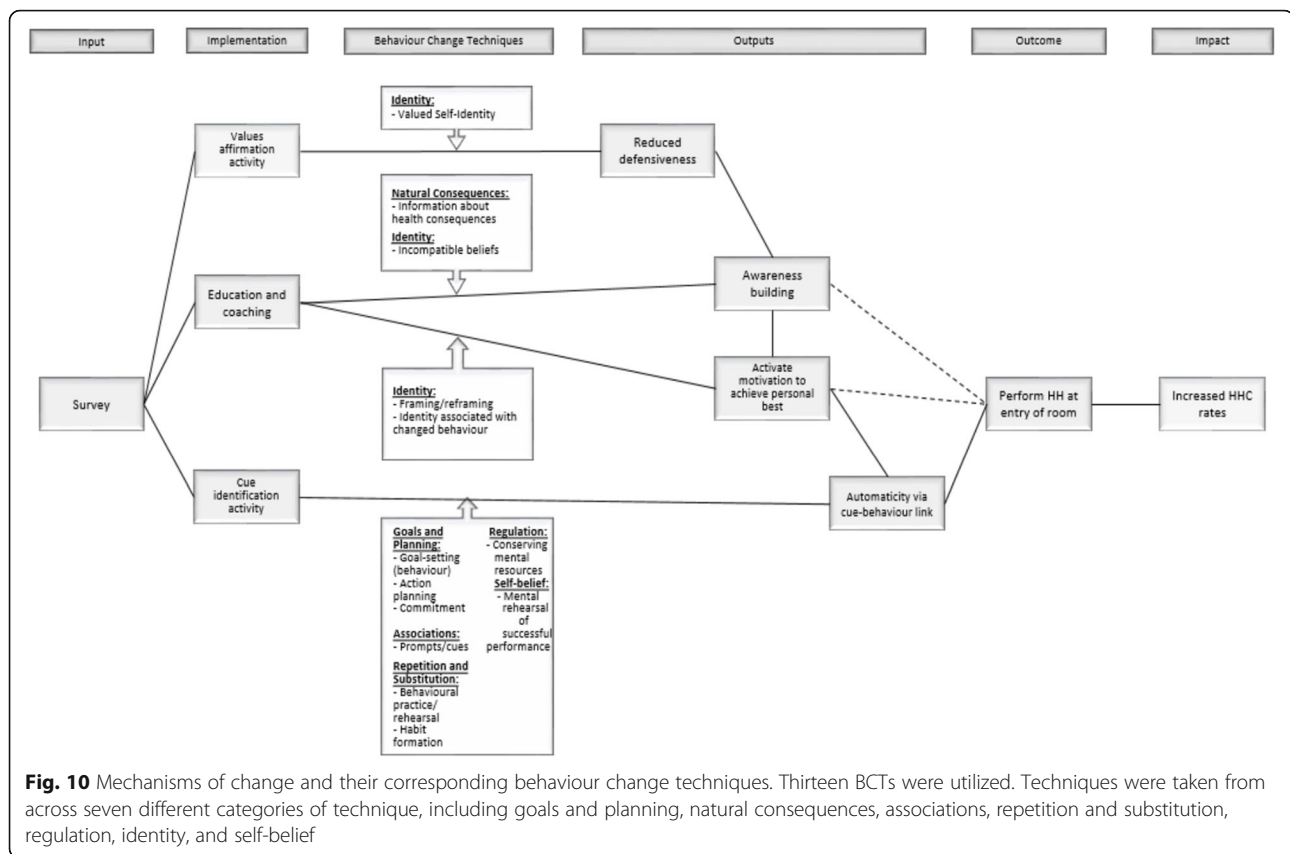 Input
Implementation
Behaviour Change Techniques
Outputs
Outcome
Impact
Identity:
- Valued Self-Identity
Values
affirmation
activity
Reduced
defensiveness
Natural Consequences:
- Information about
health consequences
Identity:
- Incompatible beliefs
Education and
coaching
Awareness
building
Survey
Identity:
- Framing/reframing
- Identity associated with
changed behaviour
Activate
motivation to
achieve personal
best
Perform HH at
entry of room
Increased HHC
rates
Cue
identification
activity
Automaticity via
cue-behaviour link
Goals and
Planning:
- Goal-setting
(behaviour)
- Action
planning
- Commitment
Associations:
- Prompts/cues
Repetition and
Substitution:
- Behavioural
practice/
rehearsal
- Habit
formation
Regulation:
- Conserving
mental
resources
Self-belief:
- Mental
rehearsal
of
successful
performance
Fig. 10 Mechanisms of change and their corresponding behaviour change techniques. Thirteen BCTs were utilized. Techniques were taken from
across seven different categories of technique, including goals and planning, natural consequences, associations, repetition and substitution,
regulation, identity, and self-belief